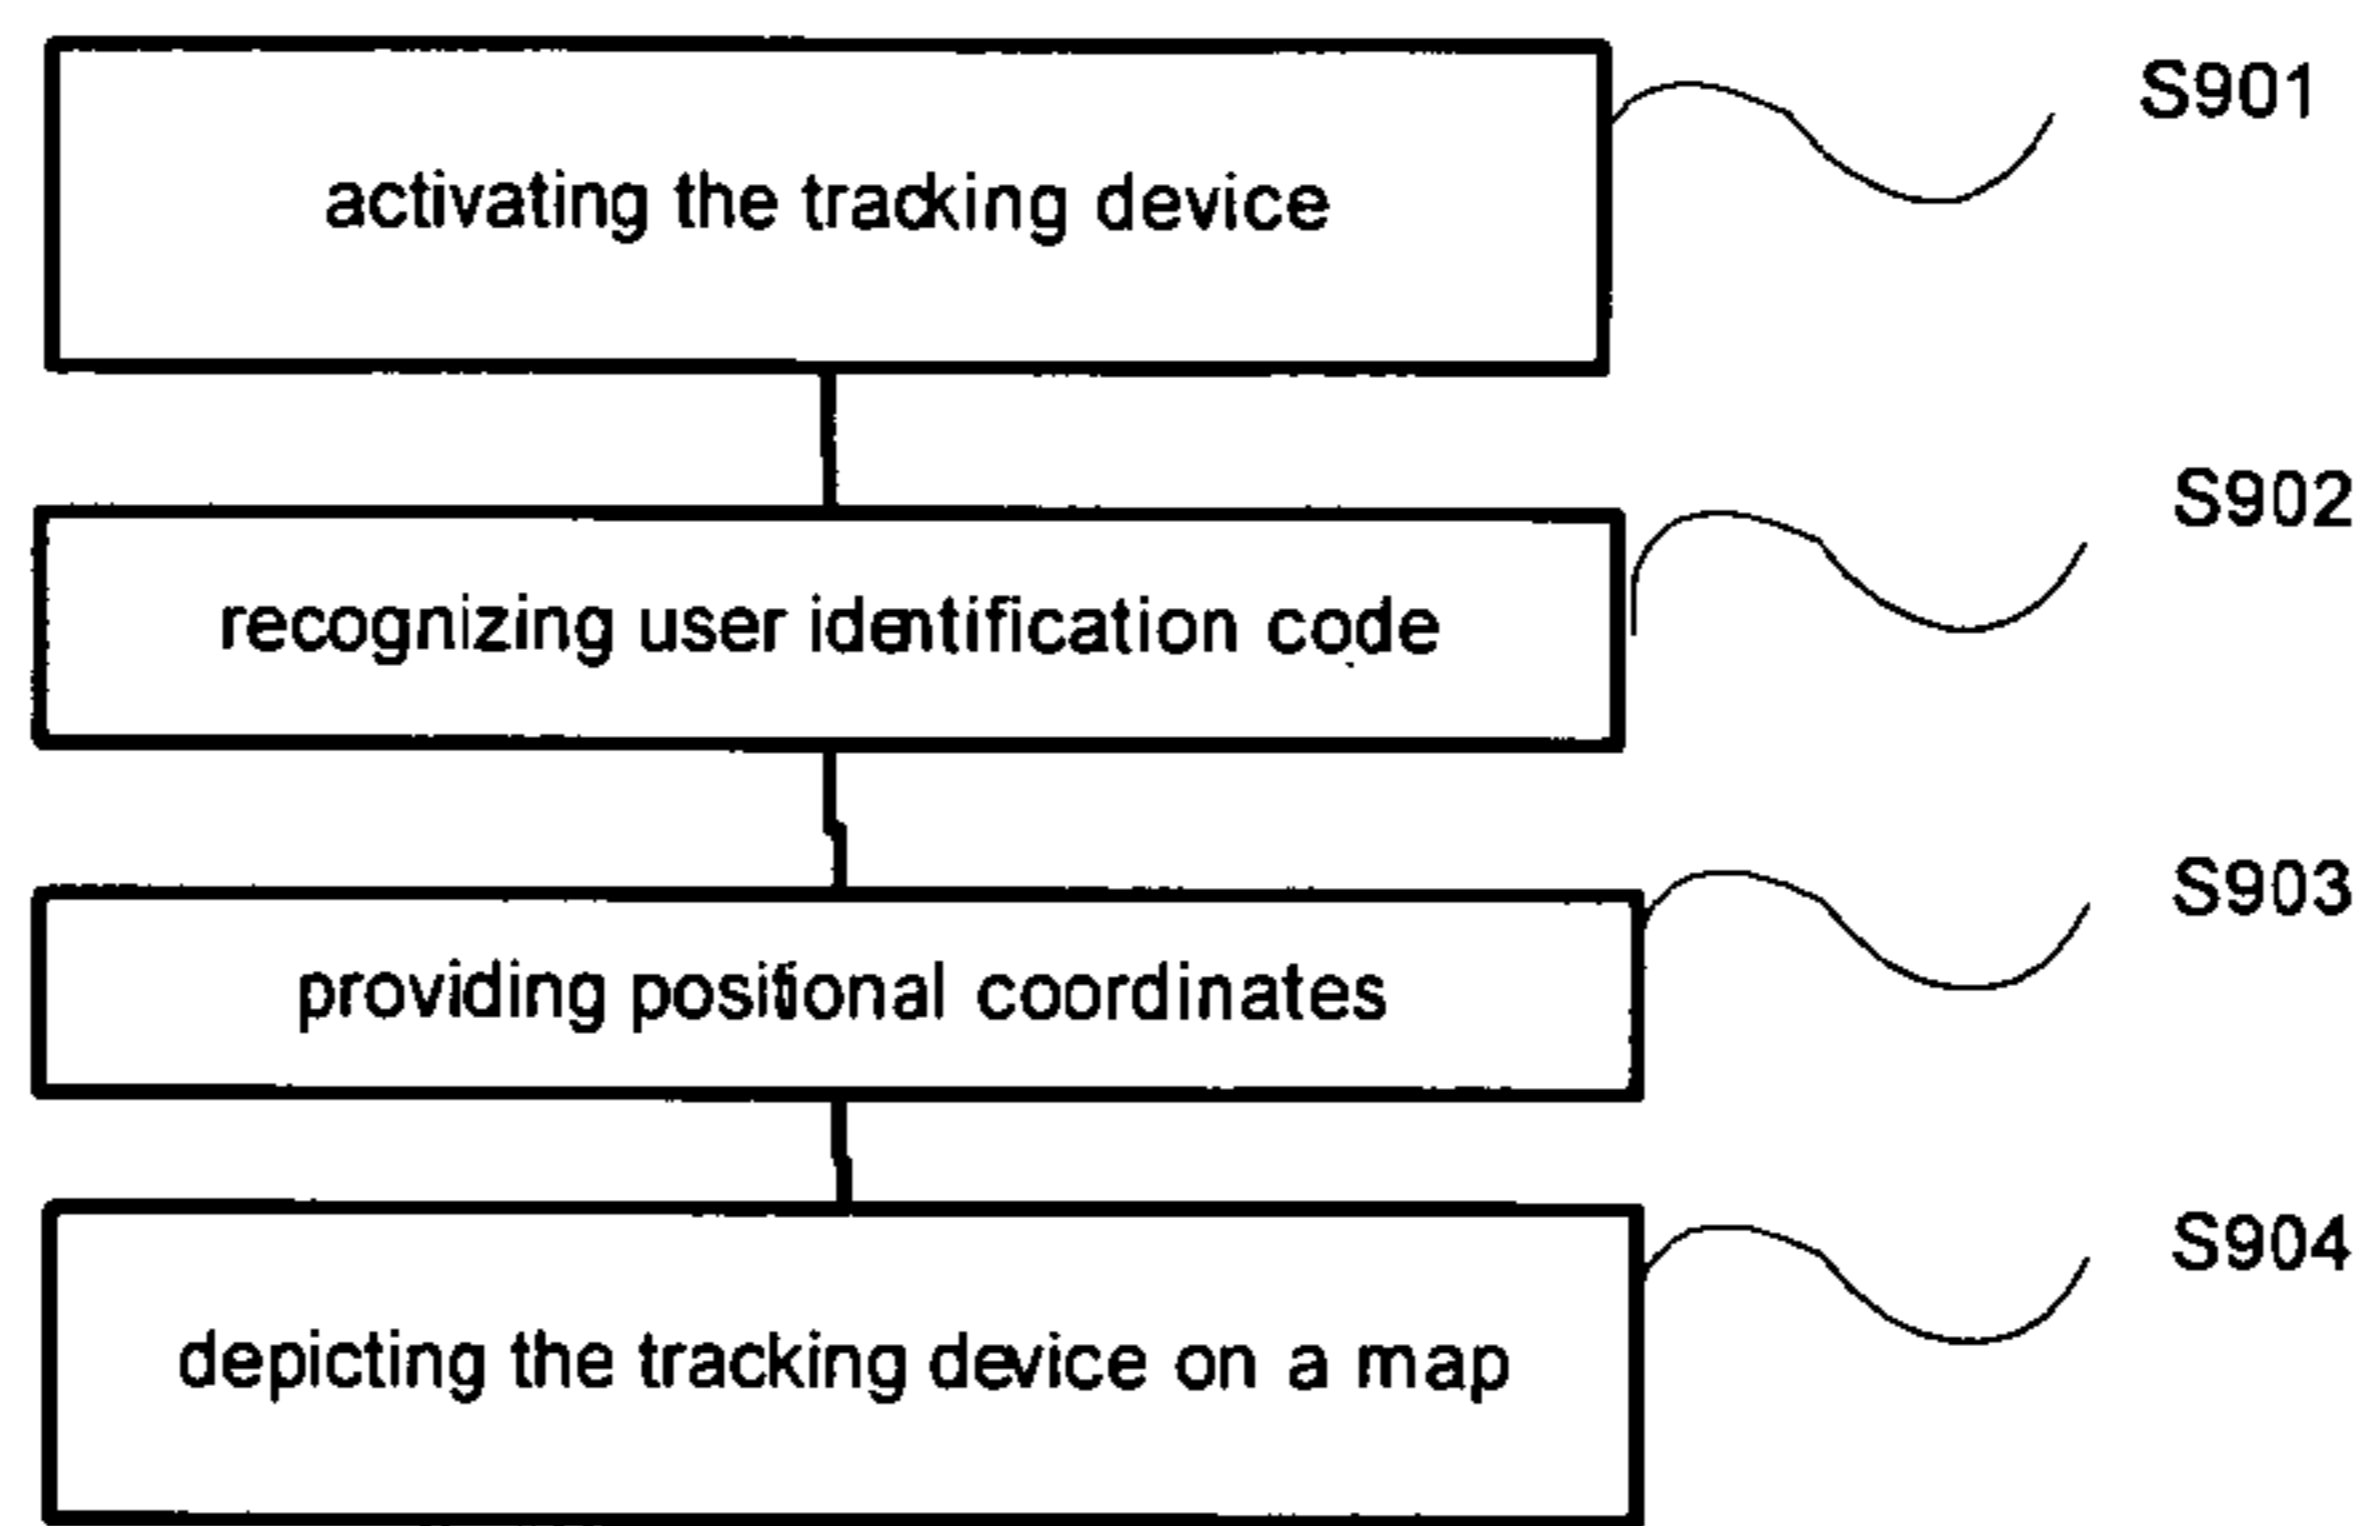 activating the tracking device
S901
recognizing user identification code
S902
providing positional coordinates
S903
depicting the tracking device on a map
S904